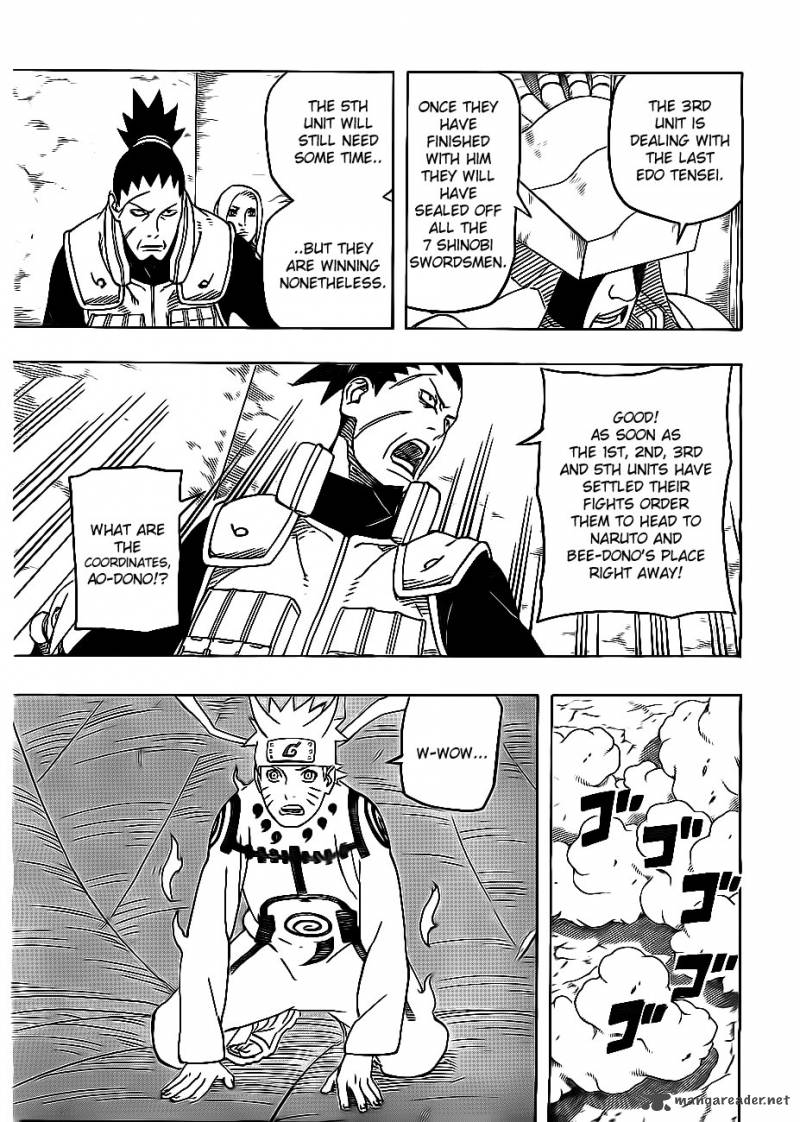 THE 3RD
UNIT IS
DEALING WITH
THE LAST
EDO TENSEI.
ONCE THEY
HAVE
FINISHED
WITH HIM
THEY WILL
HAVE
SEALED OFF
ALL THE
7 SHINOBI
SWORDSMEN.
THE 5TH
UNIT WILL
STILL NEED
SOME TIME..
..BUT THEY
ARE WINNING
NONETHELESS.
GOOD!
AS SOON AS
THE 1ST, 2ND, 3RD
AND 5TH UNITS HAVE
SETTLED THEIR
FIGHTS ORDER
THEM TO HEAD TO
NARUTO AND
BEE-DONO'S PLACE
RIGHT AWAY!
WHAT ARE
THE
COORDINATES,
AO-DONO!?
ゴ
ゴ
ゴ
ゴ
ゴ
W-WOW...
mangareader.net